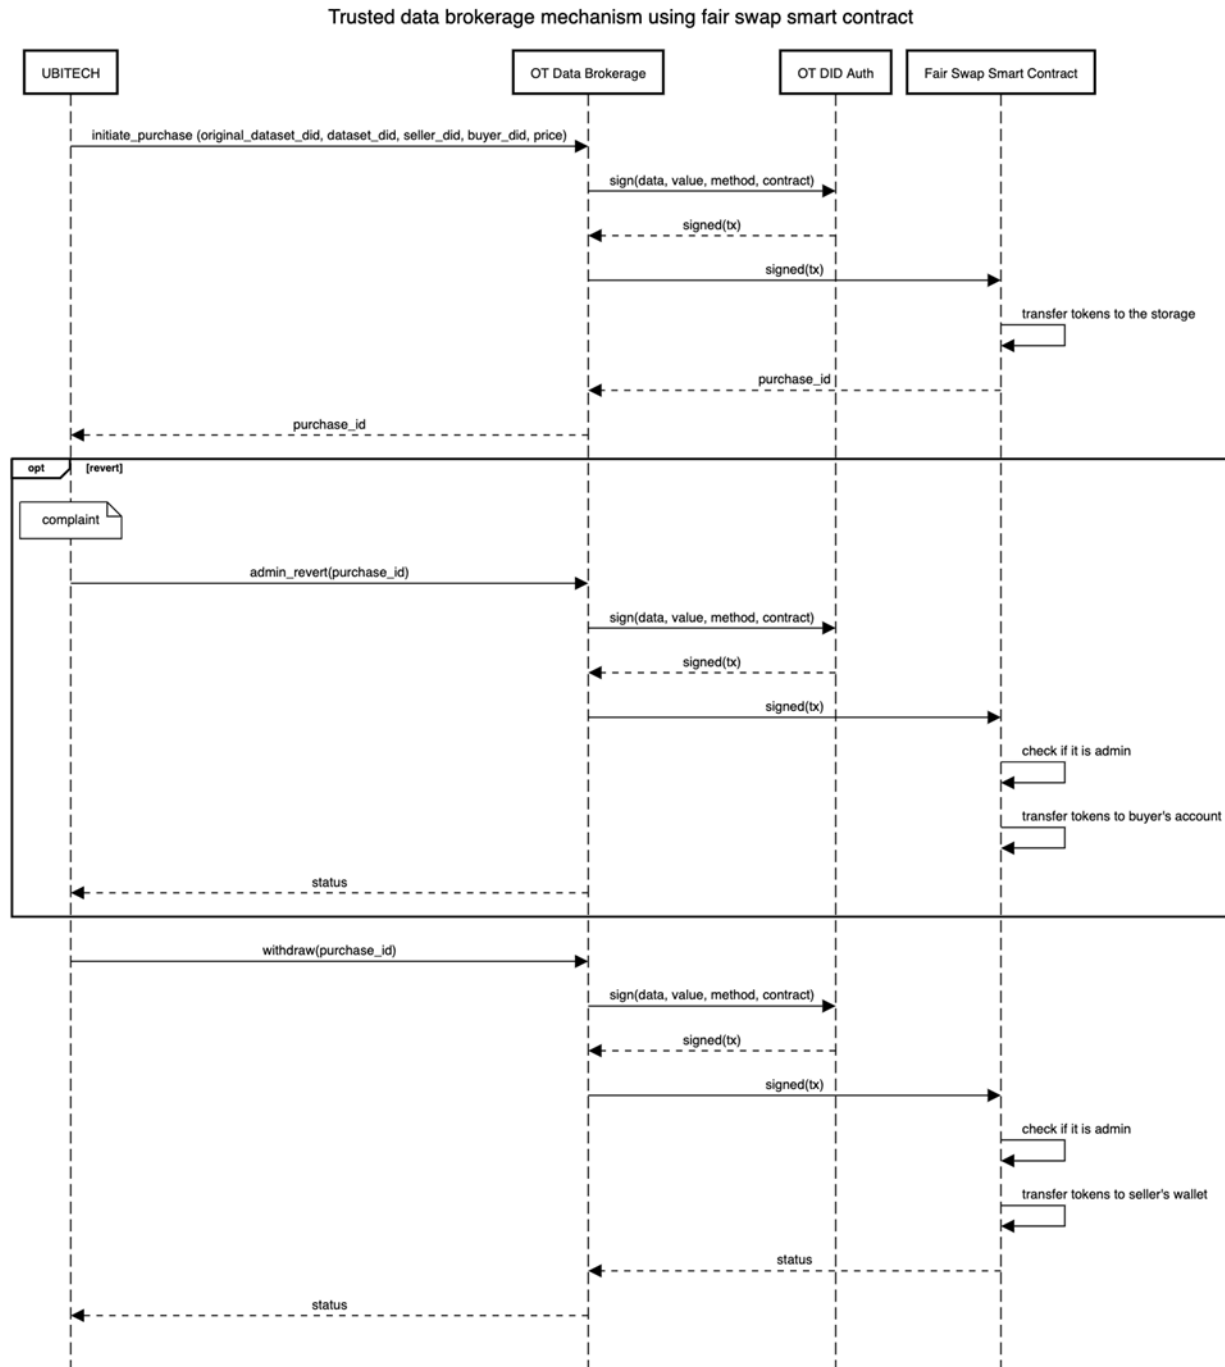 Trusted data brokerage mechanism using fair swap smart contract
UBITECH
OT Data Brokerage
OT DID Auth
Fair Swap Smart Contract
initiate_purchase (original_dataset_did, dataset_did, seller_did, buyer_did, price)
sign(data, value, method, contract)
signed(tx)
signed(tx)
transfer tokens to the storage
purchase_id
purchase_id
opt
[revert]
complaint
admin_revert(purchase_id)
sign(data, value, method, contract)
signed(tx)
signed(tx)
check if it is admin
transfer tokens to buyer's account
status
withdraw(purchase_id)
sign(data, value, method, contract)
signed(tx)
signed(tx)
check if it is admin
transfer tokens to seller's wallet
status
status